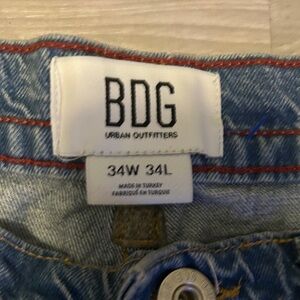 BDG
URBAN OUTFITTERS
34W 34L
MADE IN TURKEY
FABRIQUÉ EN TURQUIE